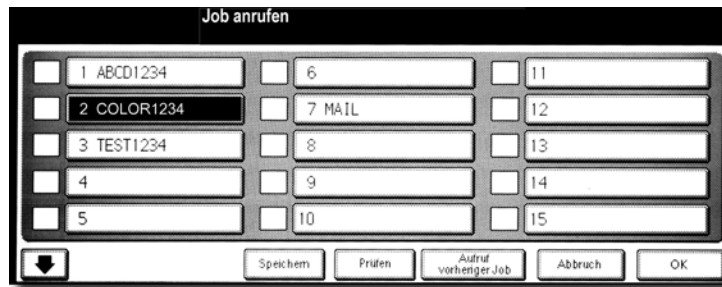 Job anrufen
1 ABCD1234
6
11
2 COLOR1234
7 MAIL
12
3 TEST1234
8
13
4
9
14
5
10
15
Speichern
Prüfen
Aufruf
vorheriger Job
Abbruch
OK